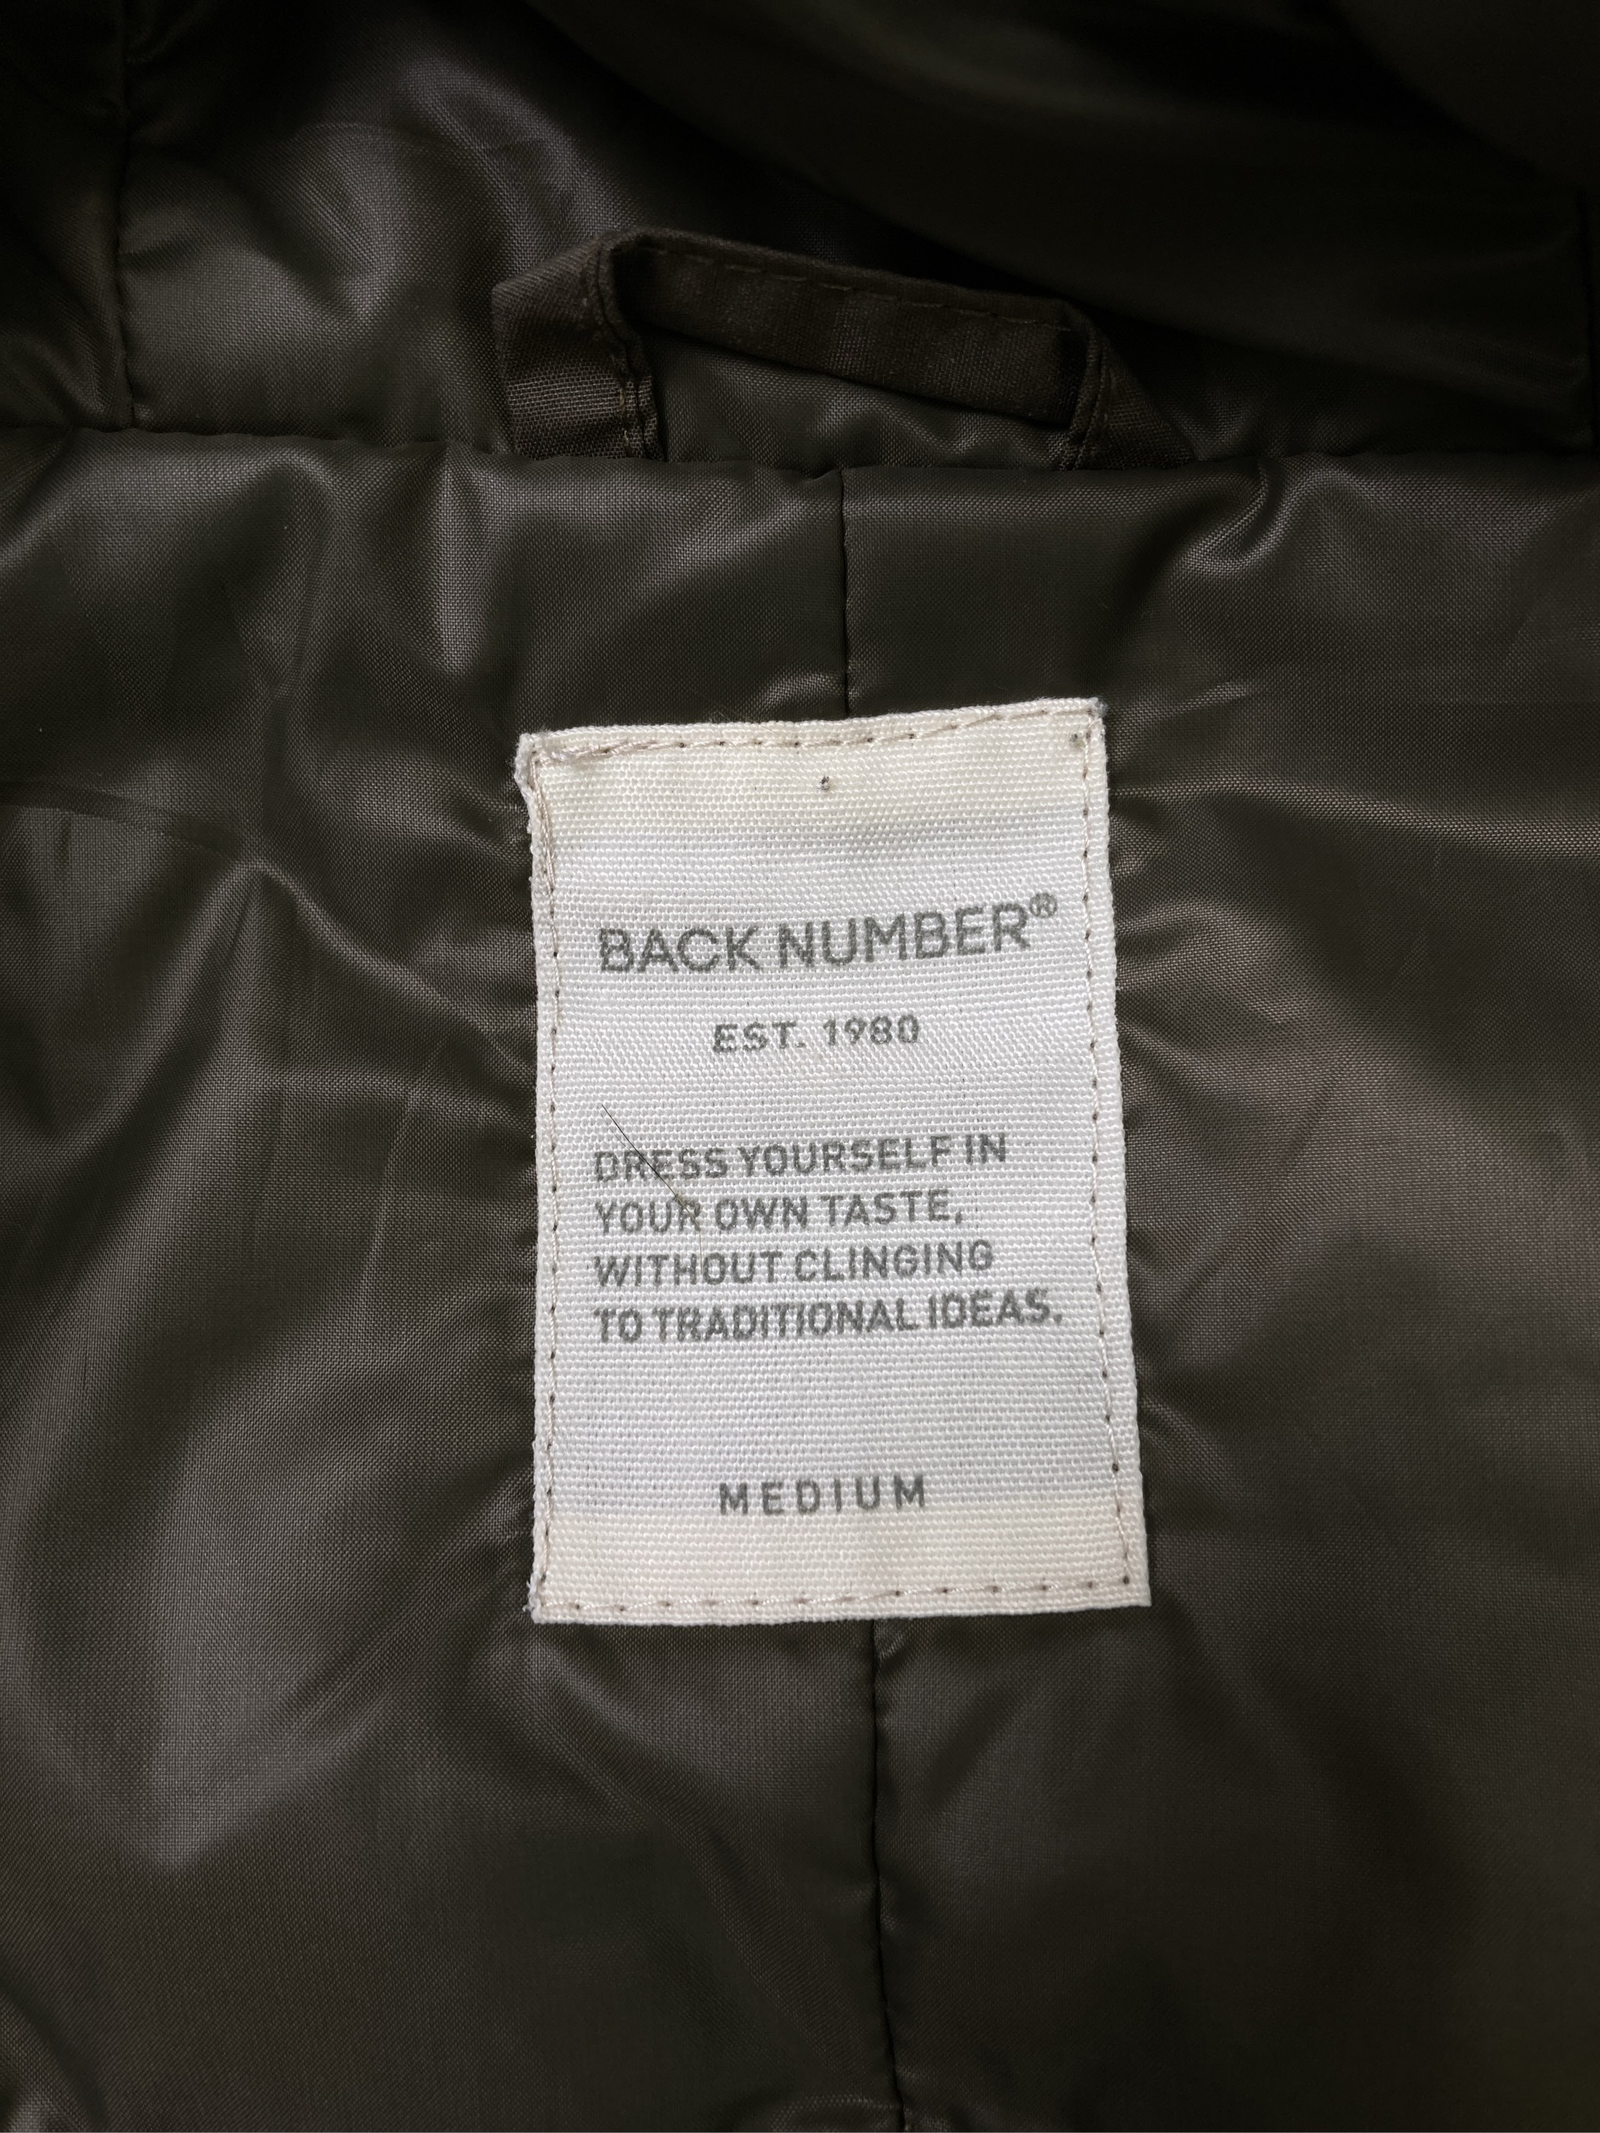 BACK NUMBER®
EST. 1980
DRESS YOURSELF IN
YOUR OWN TASTE,
WITHOUT CLINGING
TO TRADITIONAL IDEAS.
MEDIUM